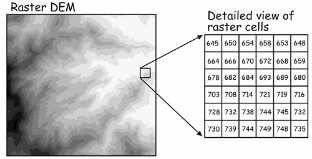 Raster DEM
Detailed view of
raster cells
645 650 654 658 653 648
664 666 670 672 668 659
678 682 684 693 689 680
703 708 714 721 719 716
728 732 738 744 745 732
730 739 744 749 748 735